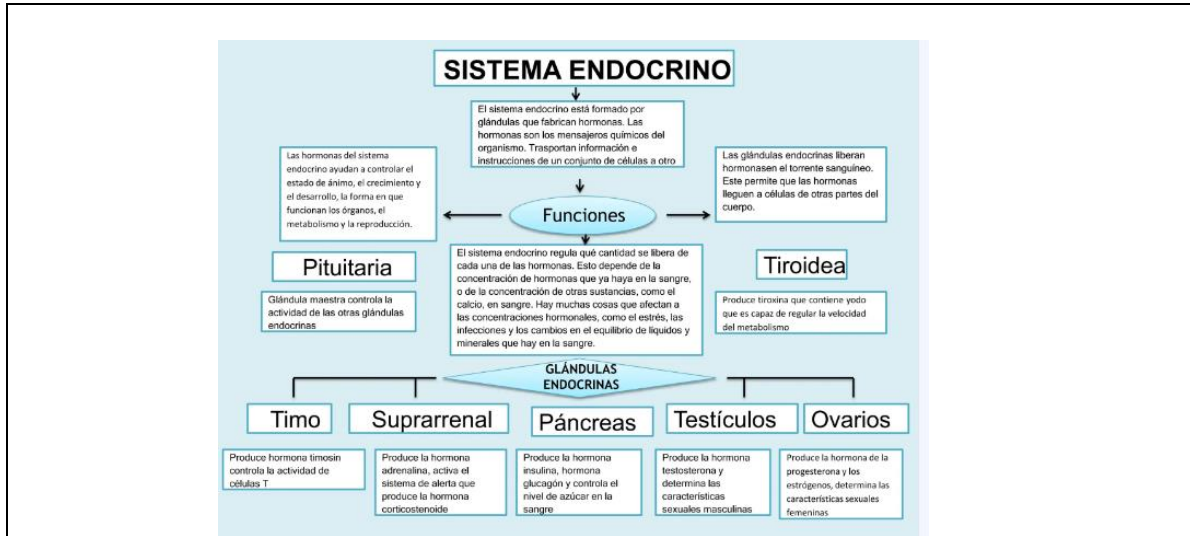 SISTEMA ENDOCRINO
El sistema endocrino está formado por
glándulas que fabrican hormonas. Las
hormonas son los mensajeros químicos del
organismo. Trasportan información e
instrucciones de un conjunto de células a otro
Las hormonas del sistema
endocrino ayudan a controlar el
estado de ánimo, el crecimiento y
el desarrollo, la forma en que
funcionan los órganos, el
metabolismo y la reproducción.
Funciones
Las glándulas endocrinas liberan
hormonasen el torrente sanguíneo.
Este permite que las hormonas
lleguen a células de otras partes del
cuerpo.
Pituitaria
Glándula maestra controla la
actividad de las otras glándulas
endocrinas
El sistema endocrino regula qué cantidad se libera de
cada una de las hormonas. Esto depende de la
concentración de hormonas que ya haya en la sangre,
o de la concentración de otras sustancias, como el
calcio, en sangre. Hay muchas cosas que afectan a
las concentraciones hormonales, como el estrés, las
infecciones y los cambios en el equilibrio de líquidos y
minerales que hay en la sangre.
Tiroidea
Produce tiroxina que contiene yodo
que es capaz de regular la velocidad
del metabolismo
GLÁNDULAS
ENDOCRINAS
Timo
Produce hormona timosin
controla la actividad de
células T
Suprarrenal
Produce la hormona
adrenalina, activa el
sistema de alerta que
produce la hormona
corticostenoide
Páncreas
Produce la hormona
insulina, hormona
glucagón y controla el
nivel de azúcar en la
sangre
Testículos
Produce la hormona
testosterona y
determina las
características
sexuales masculinas
Ovarios
Produce la hormona de la
progesterona y los
estrógenos, determina las
características sexuales
femeninas